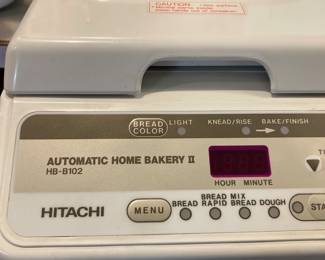 CAUTION:
BREAD COLOR
LIGHT
KNEAD/RISE
BAKE/FINISH
AUTOMATIC HOME BAKERY II
HB-B102
HOUR MINUTE
HITACHI
MENU
BREAD
BREAD RAPID
MIX BREAD
DOUGH